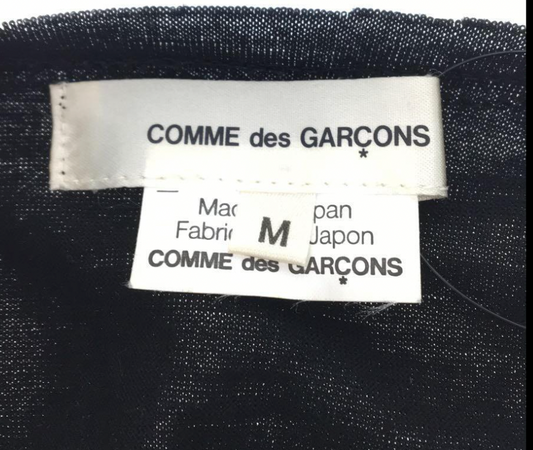 COMME des GARÇONS
*
Mac pan
Fabric Japon
M
COMME des GARÇONS
*